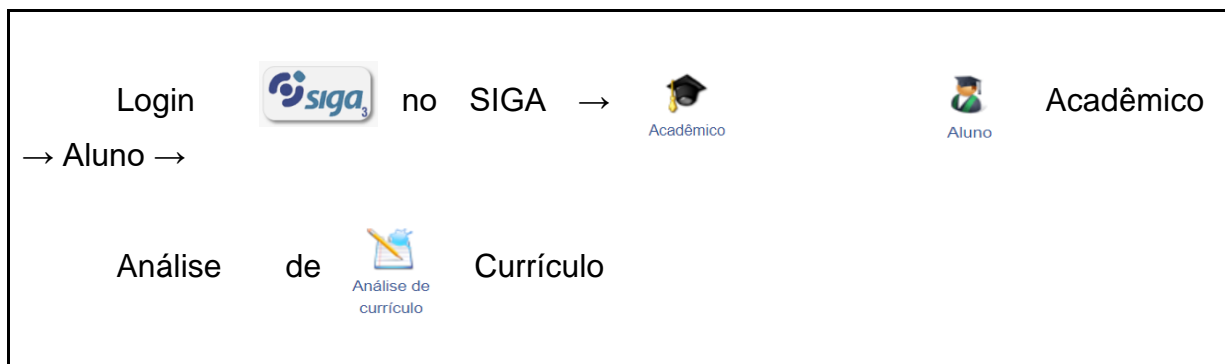 Login siga3 no SIGA → Acadêmico Aluno Acadêmico
→ Aluno →
Análise de Análise de currículo Currículo